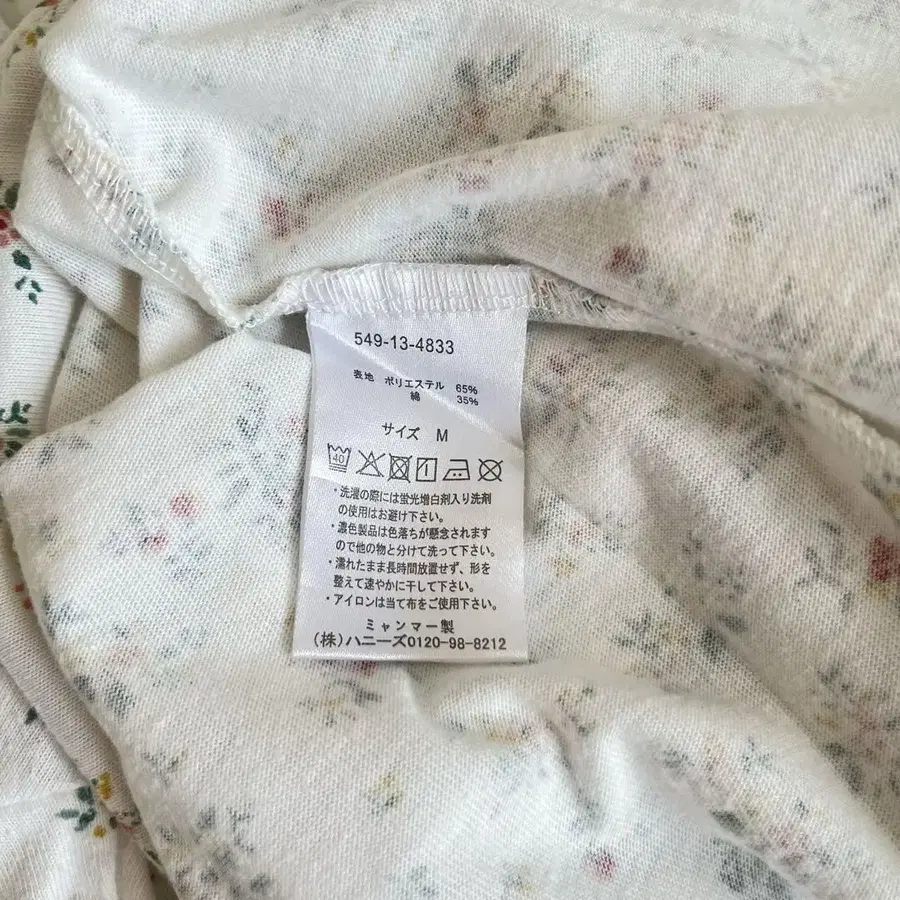 549-13-4833
表地 ポリエステル 65%
綿 35%
サイズ M
40
・洗濯の際には蛍光増白剤入り洗剤
の使用はお避け下さい。
・濃色製品は色落ちが懸念されます
ので他の物と分けて洗って下さい。
・濡れたまま長時間放置せず、形を
整えて速やかに干して下さい。
・アイロンは当て布をご使用下さい。
ミャンマー製
(株)ハニーズ0120-98-8212